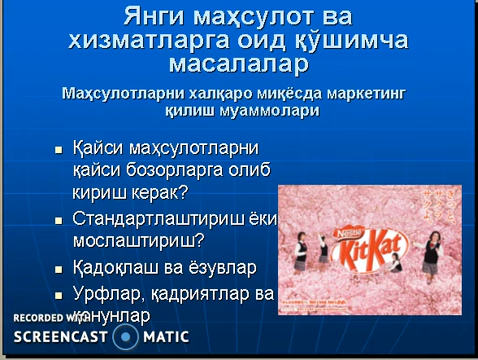 Янги маҳсулот ва
хизматларга оид қўшимча
масалалар
Маҳсулотларни халқаро миқёсда маркетинг
қилиш муаммолари
Қайси маҳсулотларни
қайси бозорларга олиб
кириш керак?
Стандартлаштириш ёки
мослаштириш?
Қадоқлаш ва ёзувлар
Урфлар, қадриятлар ва
қонунлар
Nestlé
KitKat
RECORDED WITH
SCREENCAST MATIC